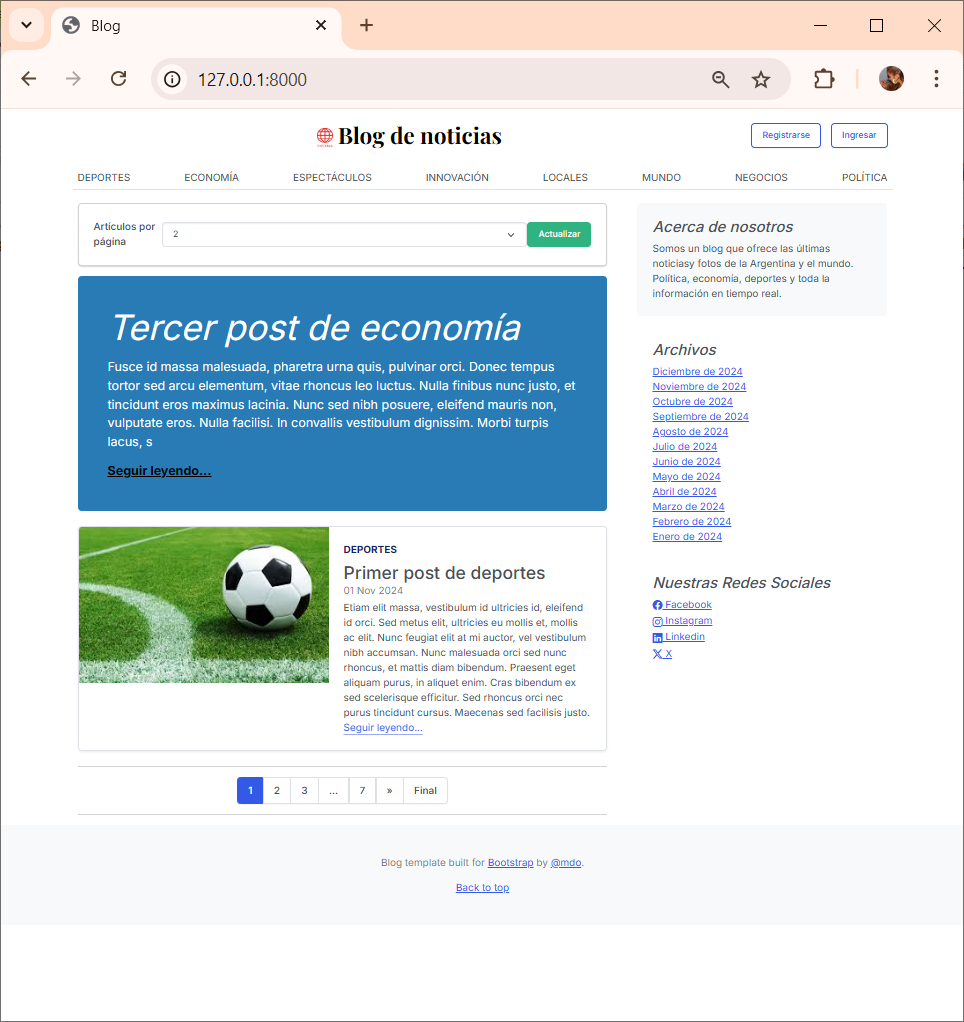 Blog
127.0.0.1:8000
Blog de noticias
Registrarse
Ingresar
DEPORTES
ECONOMÍA
ESPECTÁCULOS
INNOVACIÓN
LOCALES
MUNDO
NEGOCIOS
POLÍTICA
Artículos por
página
2
Actualizar
Tercer post de economía
Fusce id massa malesuada, pharetra urna quis, pulvinar orci. Donec tempus
tortor sed arcu elementum, vitae rhoncus leo luctus. Nulla finibus nunc justo, et
tincidunt eros maximus lacinia. Nunc sed nibh posuere, eleifend mauris non,
vulputate eros. Nulla facilisi. In convallis vestibulum dignissim. Morbi turpis
lacus, s
Seguir leyendo...
DEPORTES
Primer post de deportes
01 Nov 2024
Etiam elit massa, vestibulum id ultricies id, eleifend
id orci. Sed metus elit, ultricies eu mollis et, mollis
ac elit. Nunc feugiat elit at mi auctor, vel vestibulum
nibh accumsan. Nunc malesuada orci sed nunc
rhoncus, et mattis diam bibendum. Praesent eget
aliquam purus, in aliquet enim. Cras bibendum ex
sed scelerisque efficitur. Sed rhoncus orci nec
purus tincidunt cursus. Maecenas sed facilisis justo.
Seguir leyendo...
1
2
3
...
7
»
Final
Acerca de nosotros
Somos un blog que ofrece las últimas
noticiasy fotos de la Argentina y el mundo.
Política, economía, deportes y toda la
información en tiempo real.
Archivos
Diciembre de 2024
Noviembre de 2024
Octubre de 2024
Septiembre de 2024
Agosto de 2024
Julio de 2024
Junio de 2024
Mayo de 2024
Abril de 2024
Marzo de 2024
Febrero de 2024
Enero de 2024
Nuestras Redes Sociales
Facebook
Instagram
Linkedin
X
Blog template built for Bootstrap by @mdo.
Back to top